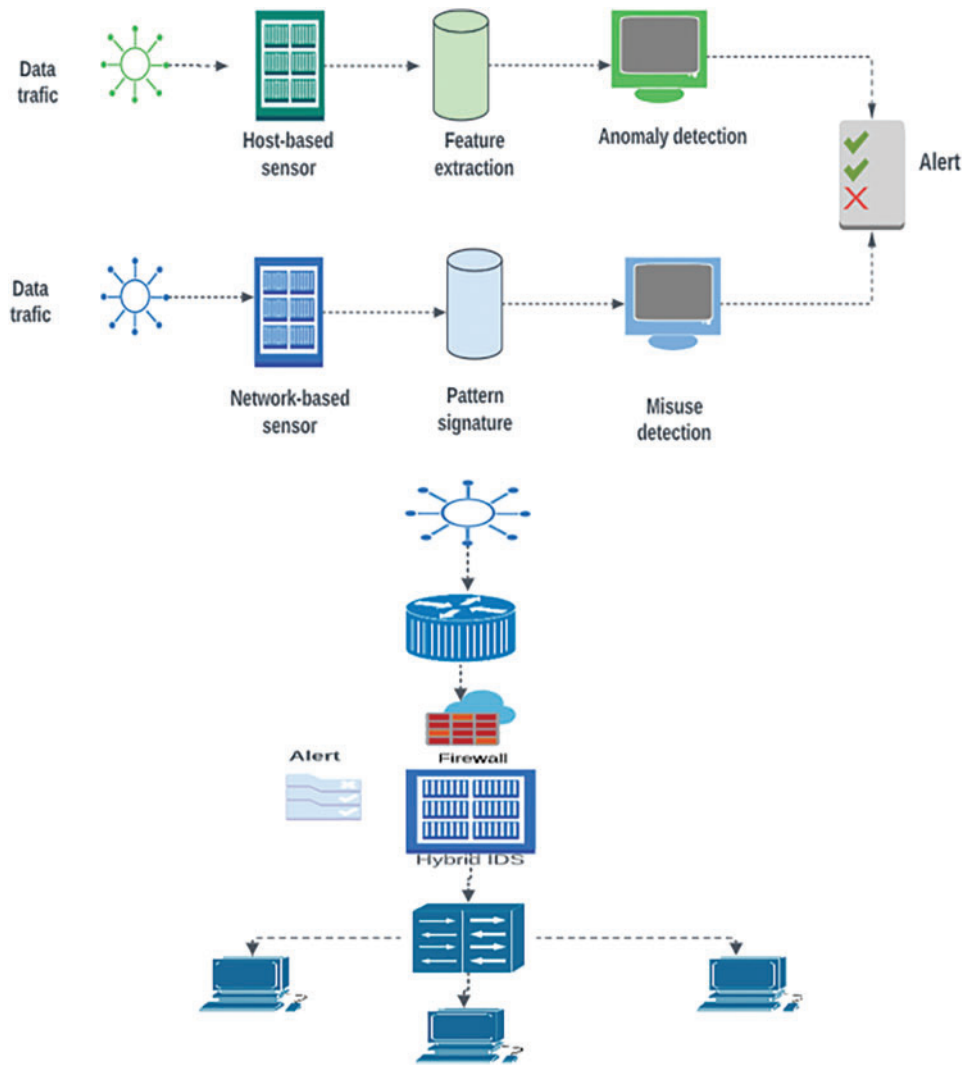 Data
trafic
Host-based
sensor
Feature
extraction
Anomaly detection
Alert
Data
trafic
Network-based
sensor
Pattern
signature
Misuse
detection
Alert
Firewall
Hybrid IDS